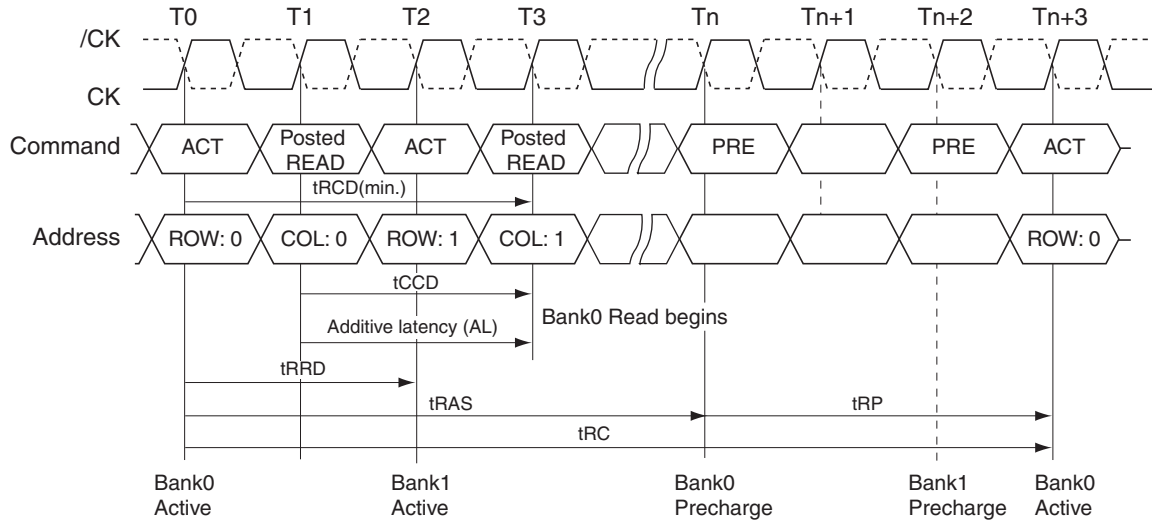 T0 T1 T2 T3 Tn Tn+1 Tn+2 Tn+3
/CK
CK
Command ACT Posted READ ACT Posted READ PRE PRE ACT
tRCD(min.)
Address ROW: 0 COL: 0 ROW: 1 COL: 1 ROW: 0
tCCD
Bank0 Read begins
Additive latency (AL)
tRRD
tRAS tRP
tRC
Bank0 Active Bank1 Active Bank0 Precharge Bank1 Precharge Bank0 Active